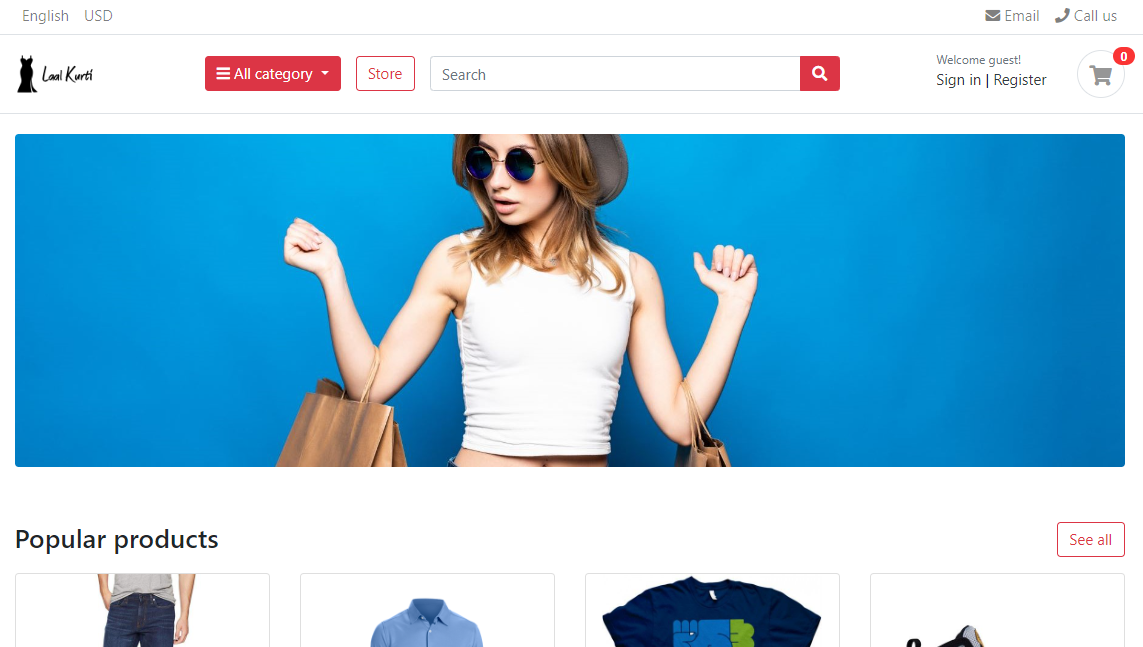 English USD Email Call us
Laal Kurti
All category Store Search
Welcome guest!
Sign in | Register
0
Popular products See all